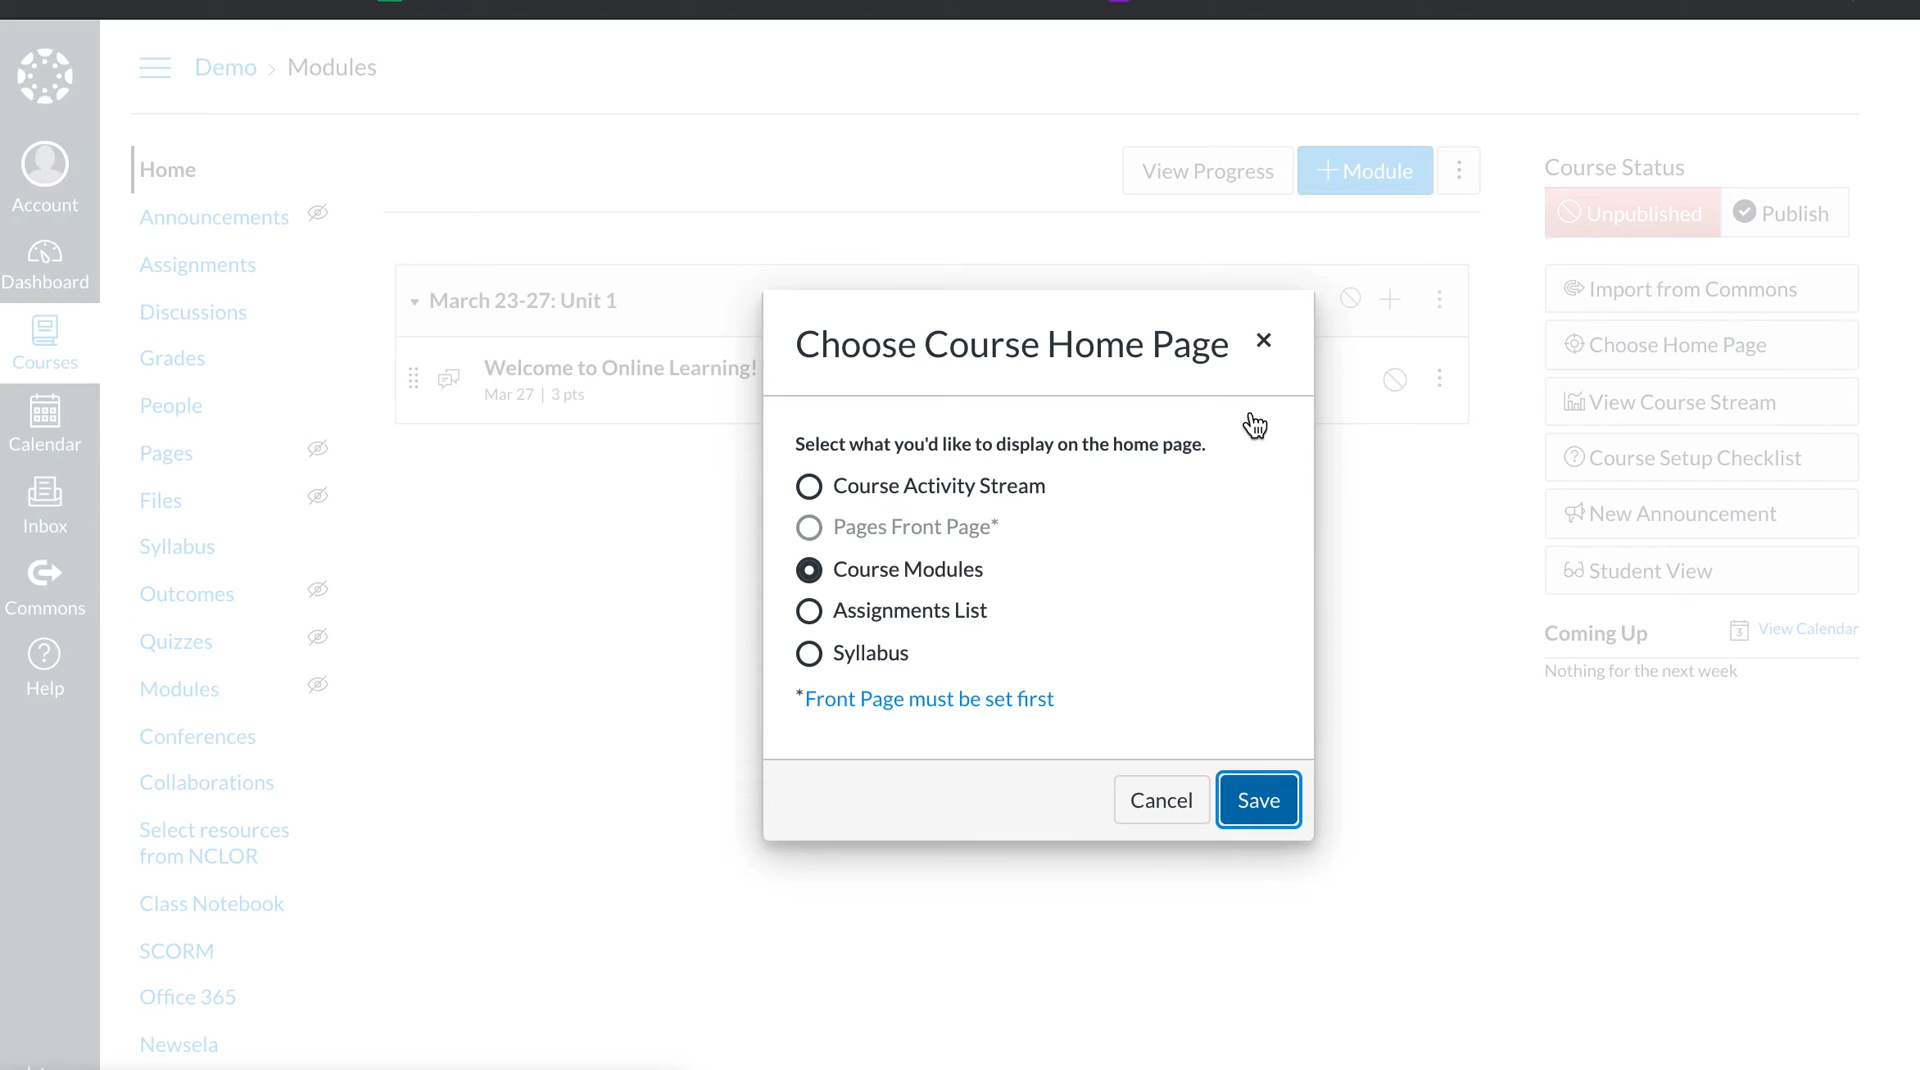 Demo > Modules
Account
Dashboard
Courses
Calendar
Inbox
Commons
Help
Home
Announcements
Assignments
Discussions
Grades
People
Pages
Files
Syllabus
Outcomes
Quizzes
Modules
Conferences
Collaborations
Select resources
from NCLOR
Class Notebook
SCORM
Office 365
Newsela
View Progress
+ Module
March 23-27: Unit 1
Welcome to Online Learning!
Mar 27 | 3 pts
Choose Course Home Page
Select what you'd like to display on the home page.
Course Activity Stream
Pages Front Page*
Course Modules
Assignments List
Syllabus
*Front Page must be set first
Cancel
Save
Course Status
Unpublished
Publish
Import from Commons
Choose Home Page
View Course Stream
Course Setup Checklist
New Announcement
Student View
Coming Up
3 View Calendar
Nothing for the next week